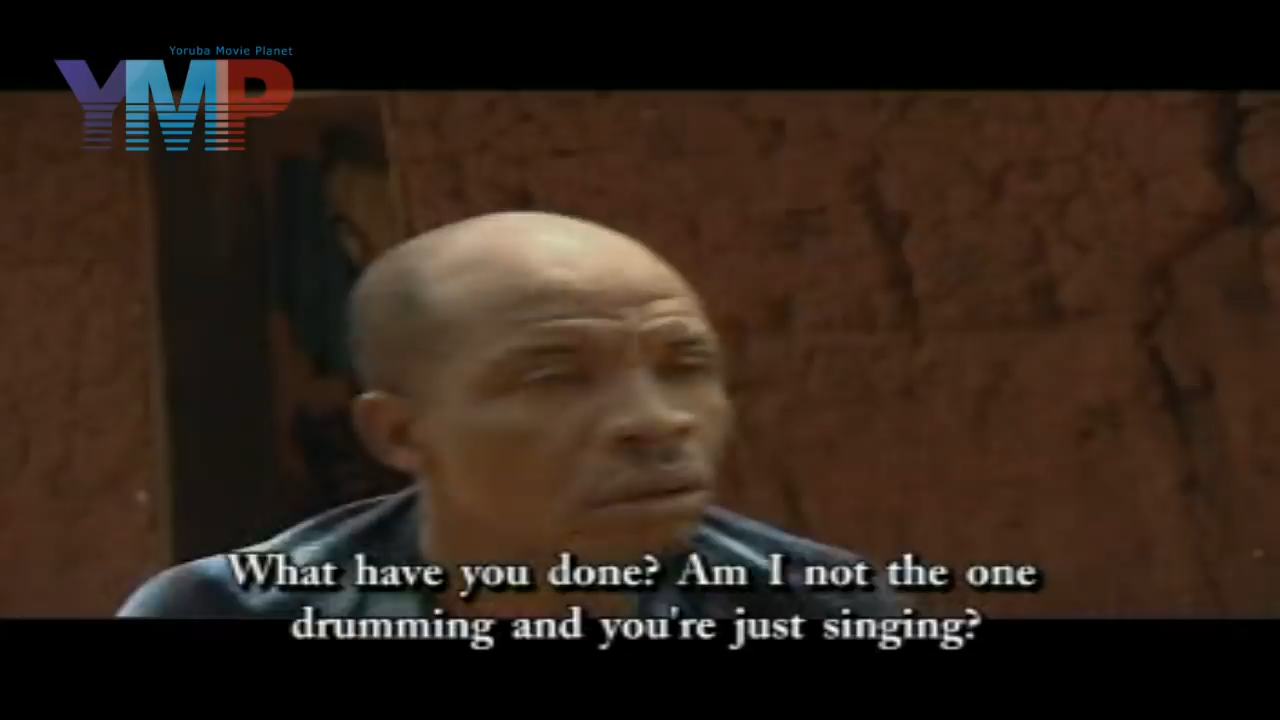 Yoruba Movie Planet
YMP
What have you done? Am I not the one
drumming and you're just singing?